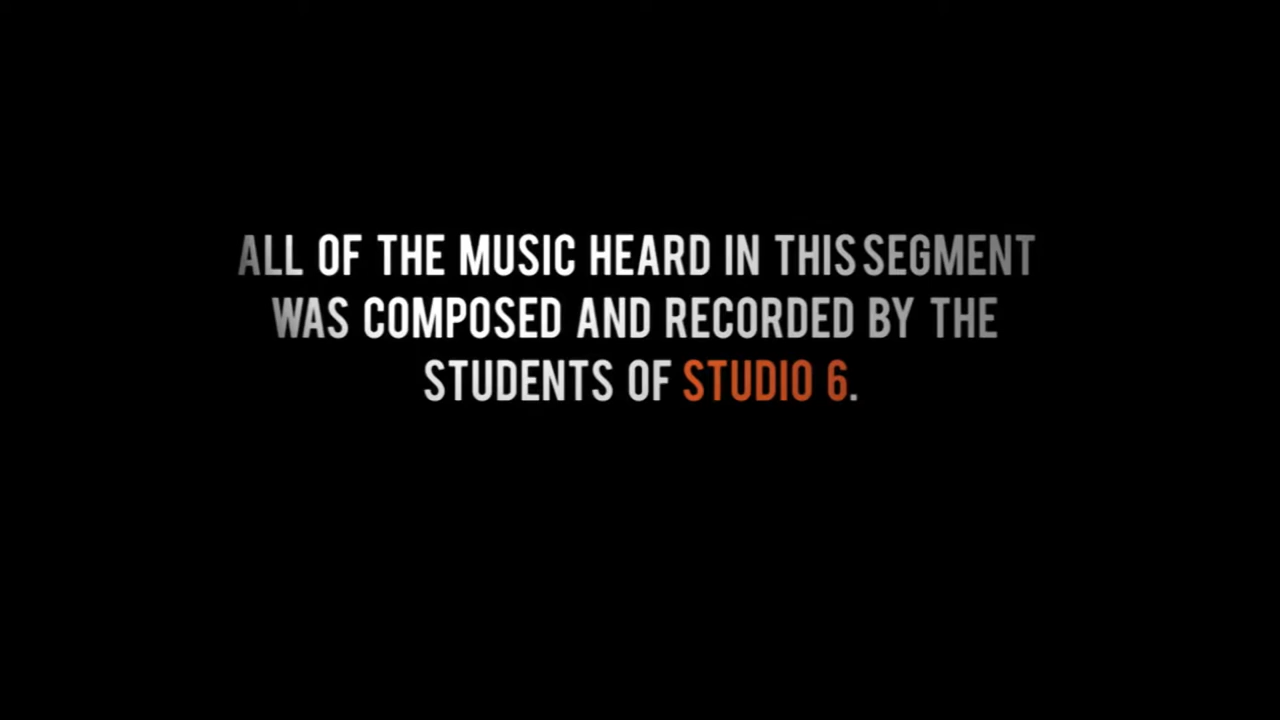 ALL OF THE MUSIC HEARD IN THIS SEGMENT
WAS COMPOSED AND RECORDED BY THE
STUDENTS OF STUDIO 6.